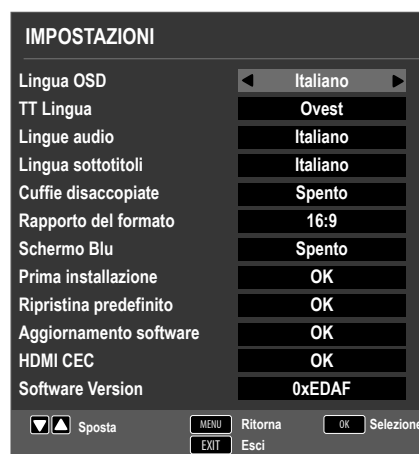 IMPOSTAZIONI
Lingua OSD Italiano
TT Lingua Ovest
Lingue audio Italiano
Lingua sottotitoli Italiano
Cuffie disaccopiate Spento
Rapporto del formato 16:9
Schermo Blu Spento
Prima installazione OK
Ripristina predefinito OK
Aggiornamento software OK
HDMI CEC OK
Software Version 0xEDAF
Sposta MENU Ritorna OK Selezione
EXIT Esci